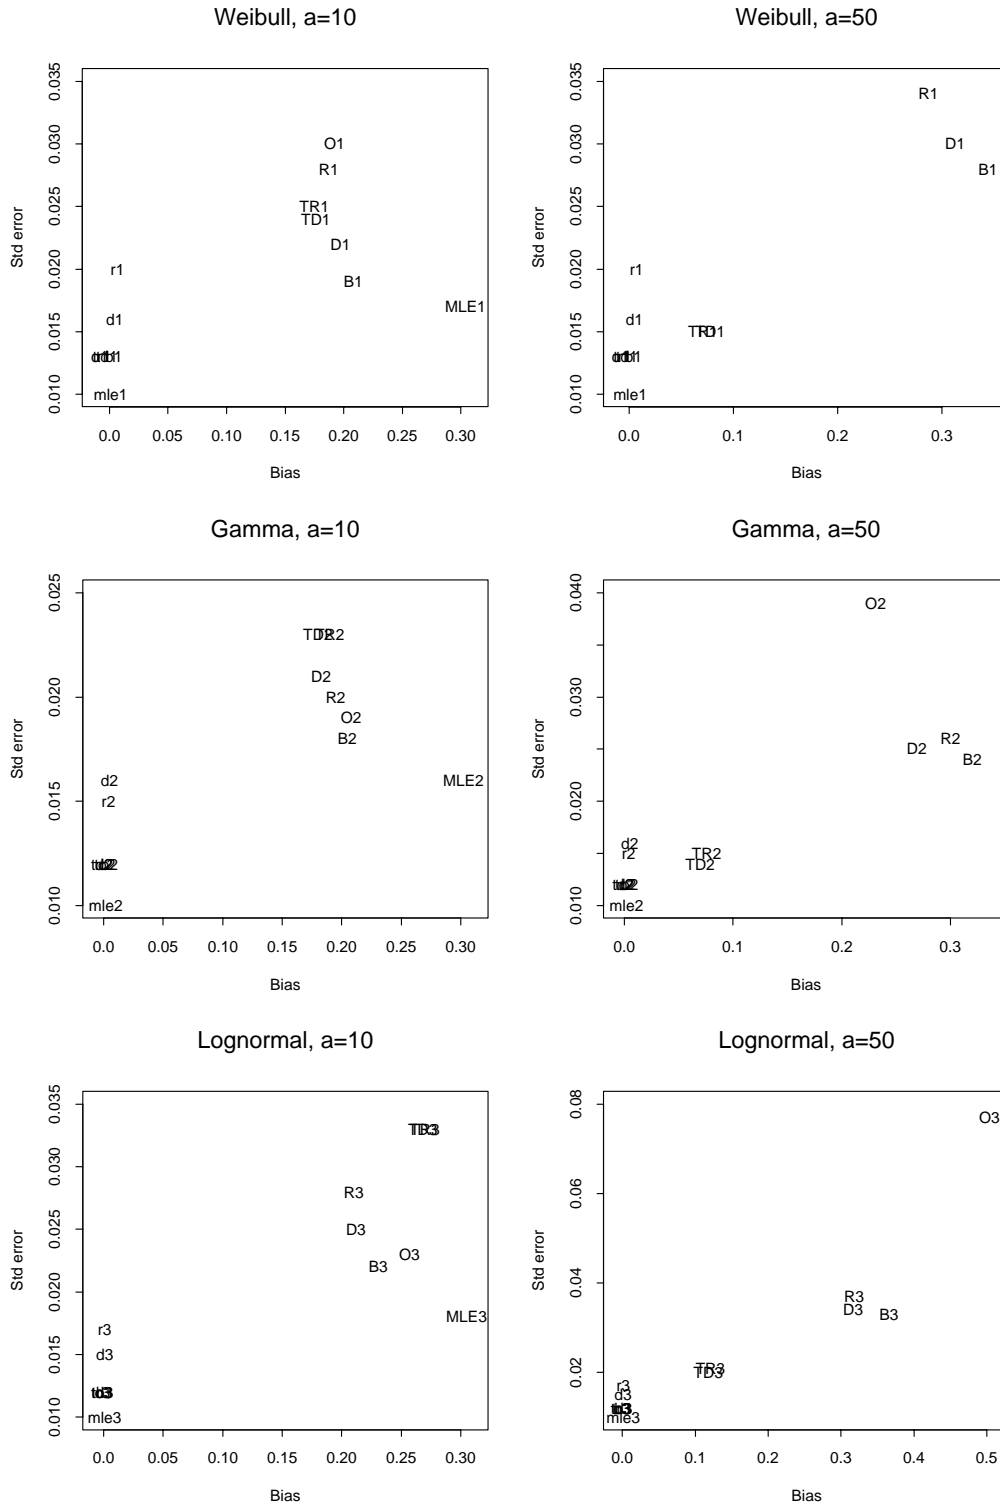 Weibull, a=10
Std error
0.035
0.030
0.025
0.020
0.015
0.010
O1
R1
TR1
TD1
D1
r1
B1
MLE1
d1
mle1
0.0 0.05 0.10 0.15 0.20 0.25 0.30
Bias
Weibull, a=50
Std error
0.035
0.030
0.025
0.020
0.015
0.010
R1
D1
B1
r1
d1
TR1
TD1
mle1
0.0 0.1 0.2 0.3
Bias
Gamma, a=10
Std error
0.025
0.020
0.015
0.010
TD2
TR2
D2
R2
O2
B2
d2
MLE2
r2
mle2
0.0 0.05 0.10 0.15 0.20 0.25 0.30
Bias
Gamma, a=50
Std error
0.040
0.030
0.020
0.010
O2
R2
D2
B2
d2
r2
TR2
TD2
mle2
0.0 0.1 0.2 0.3
Bias
Lognormal, a=10
Std error
0.035
0.030
0.025
0.020
0.015
0.010
TD3
TR3
R3
D3
O3
B3
MLE3
r3
d3
mle3
0.0 0.05 0.10 0.15 0.20 0.25 0.30
Bias
Lognormal, a=50
Std error
0.08
0.06
0.04
0.02
O3
R3
D3
B3
TR3
TD3
r3
d3
mle3
0.0 0.1 0.2 0.3 0.4 0.5
Bias